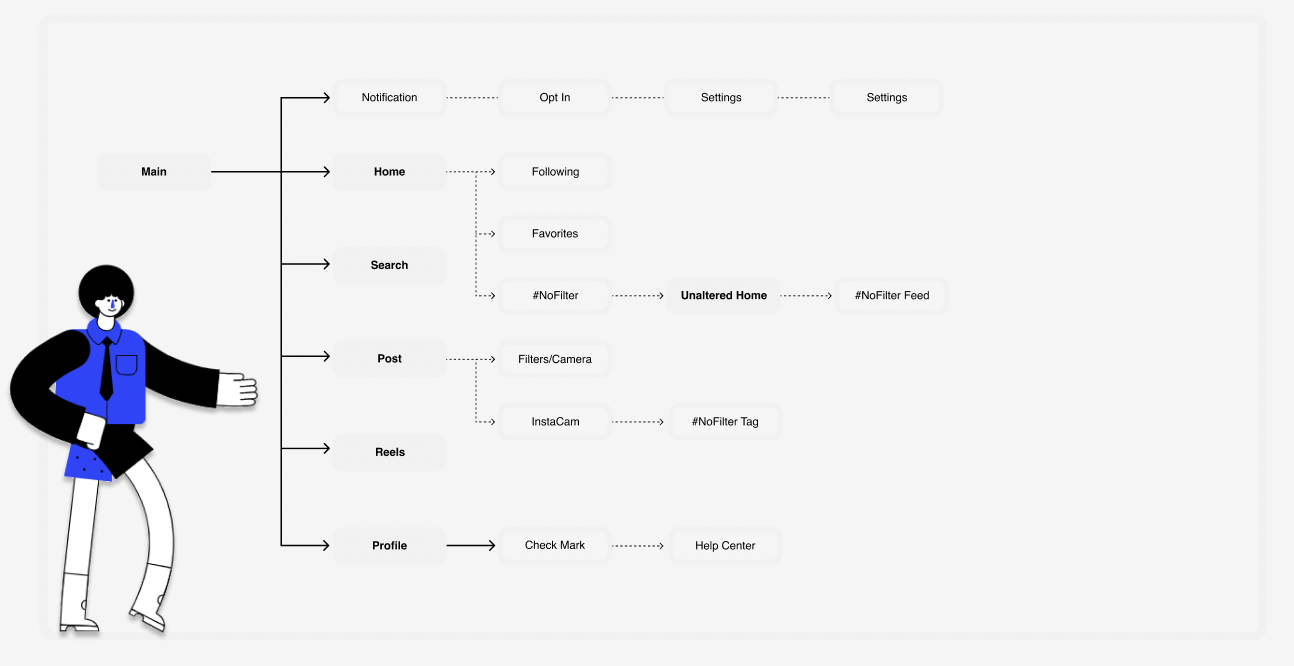 Notification
Opt In
Settings
Settings
Main
Home
Following
Favorites
Search
#NoFilter
Unaltered Home
#NoFilter Feed
Post
Filters/Camera
InstaCam
#NoFilter Tag
Reels
Profile
Check Mark
Help Center